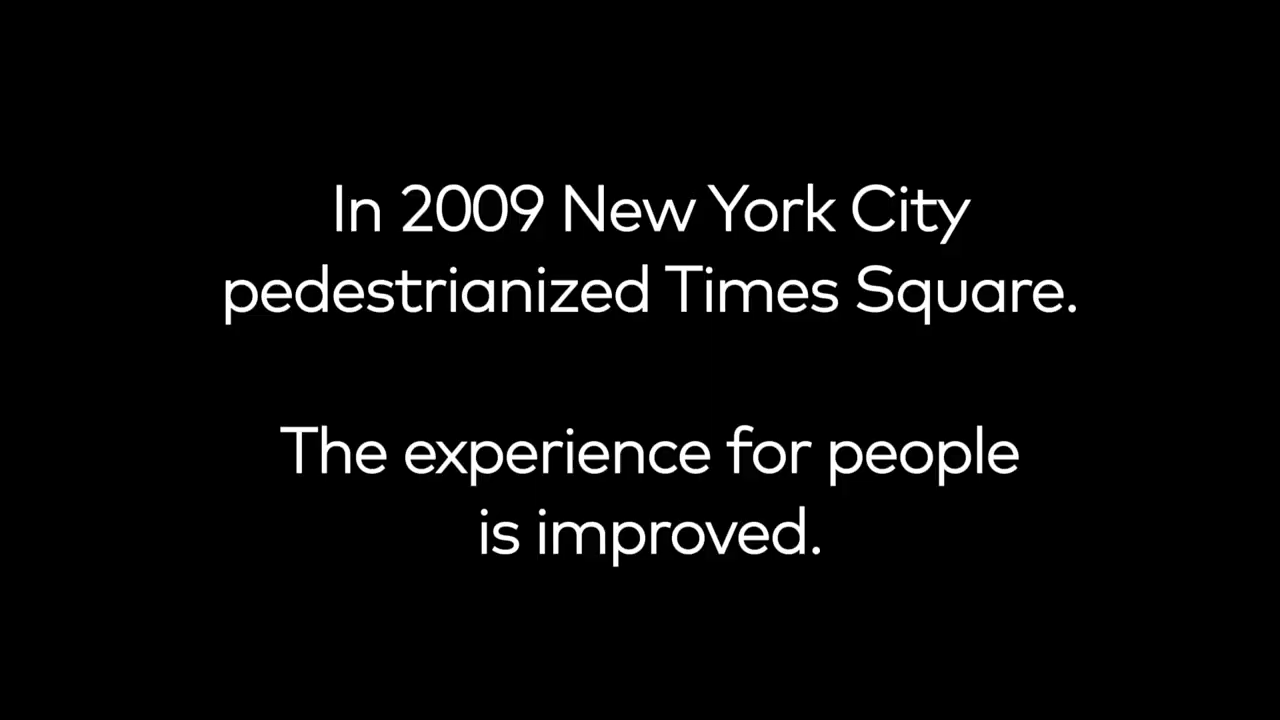 In 2009 New York City
pedestrianized Times Square.
The experience for people
is improved.